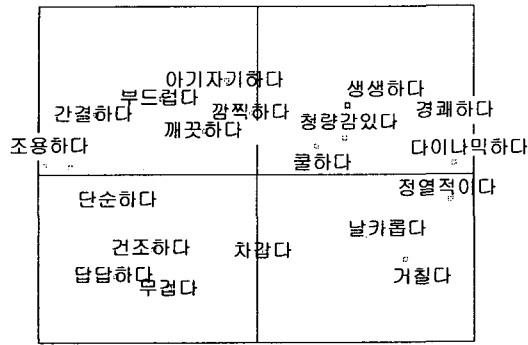 아기자기하다
생생하다
부드럽다
깜찍하다
경쾌하다
간결하다
깨끗하다
청량감있다
조용하다
쿨하다
다이나믹하다
정열적이다
단순하다
날카롭다
건조하다
차갑다
답답하다
무겁다
거칠다